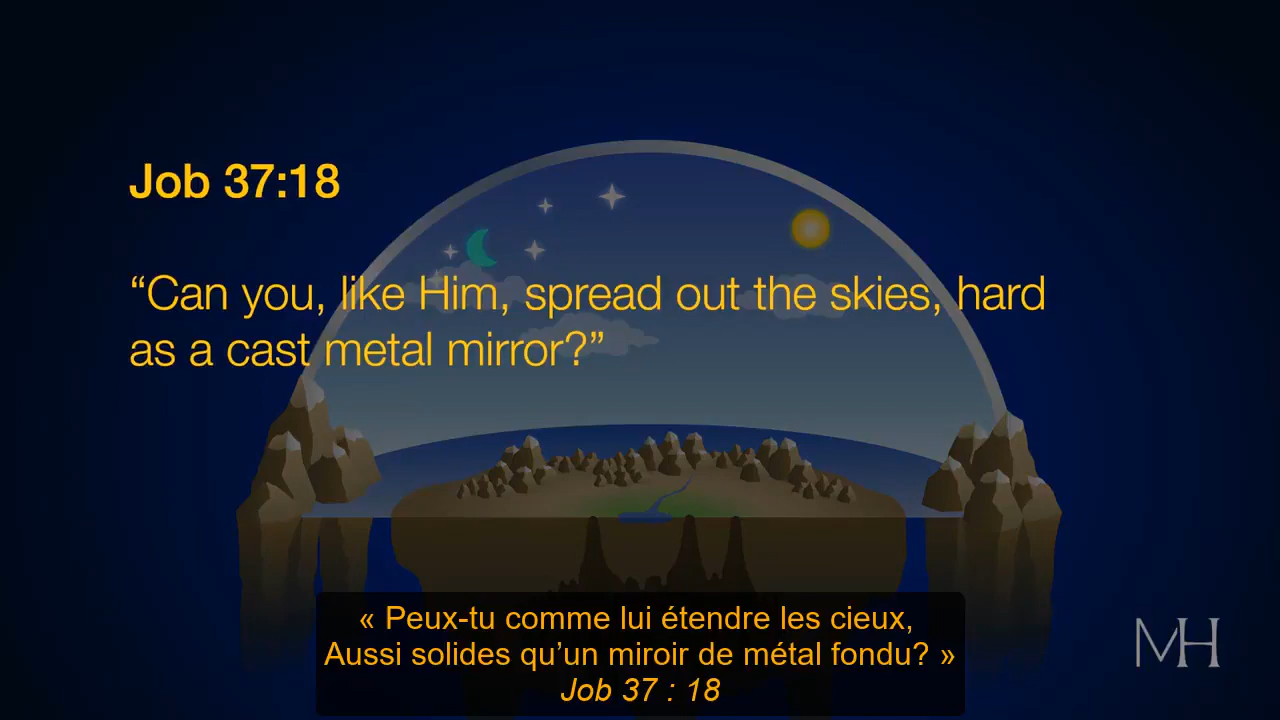 Job 37:18
“Can you, like Him, spread out the skies, hard
as a cast metal mirror?”
« Peux-tu comme lui étendre les cieux,
Aussi solides qu’un miroir de métal fondu? »
Job 37 : 18
MH